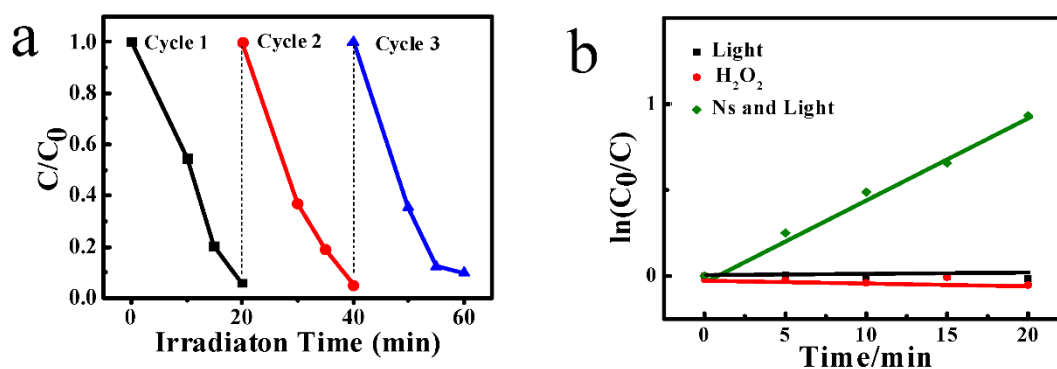 a
Cycle 1 Cycle 2 Cycle 3
1.0
0.8
0.6
0.4
0.2
0.0
C/C0
0 20 40 60
Irradiaton Time (min)
b
Light
H2O2
Ns and Light
1
0
ln(C0/C)
0 5 10 15 20
Time/min